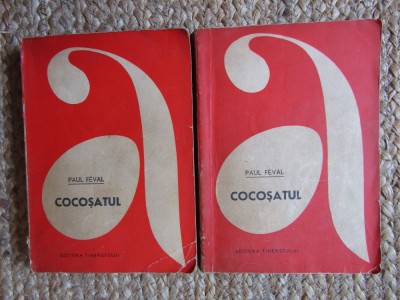 a
PAUL FÉVAL
COCOȘATUL
EDITURA TINERETULUI
a
PAUL FÉVAL
COCOȘATUL
EDITURA TINERETULUI